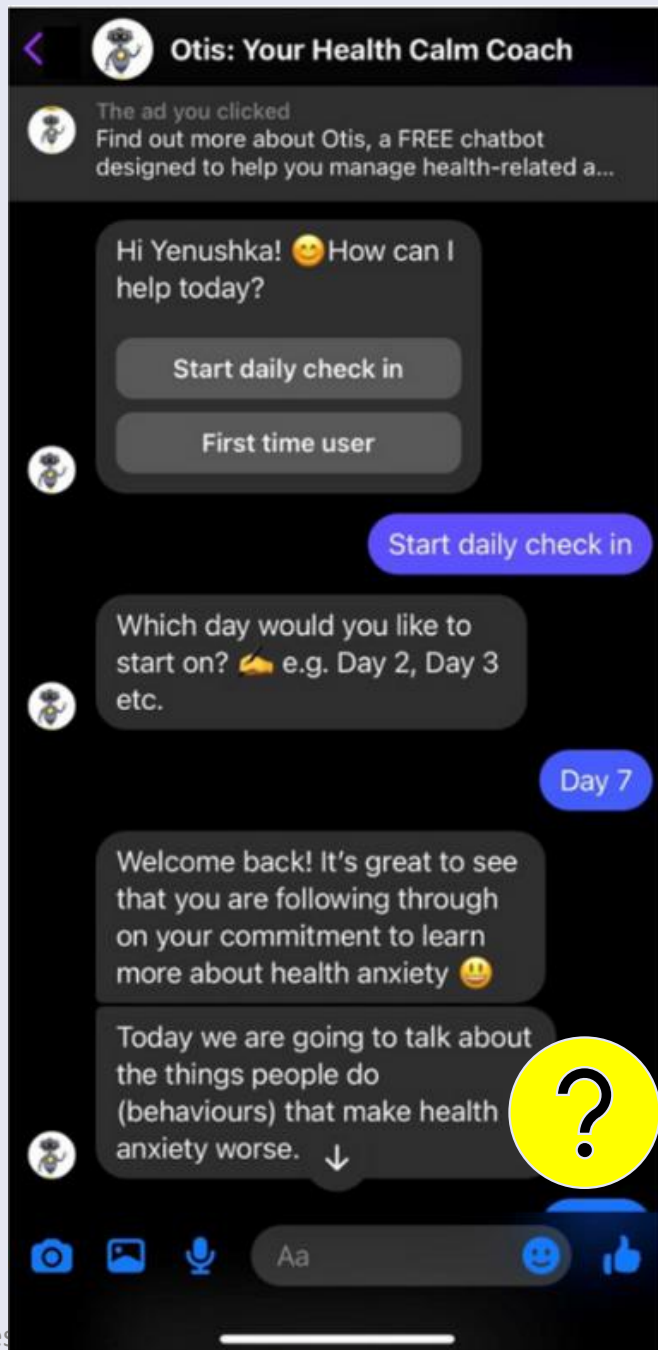 Otis: Your Health Calm Coach
The ad you clicked
Find out more about Otis, a FREE chatbot
designed to help you manage health-related a...
Hi Yenushka! 😊 How can I
help today?
Start daily check in
First time user
Start daily check in
Which day would you like to
start on? ✍️ e.g. Day 2, Day 3
etc.
Day 7
Welcome back! It’s great to see
that you are following through
on your commitment to learn
more about health anxiety 😃
Today we are going to talk about
the things people do
(behaviours) that make health
anxiety worse.
?
Aa